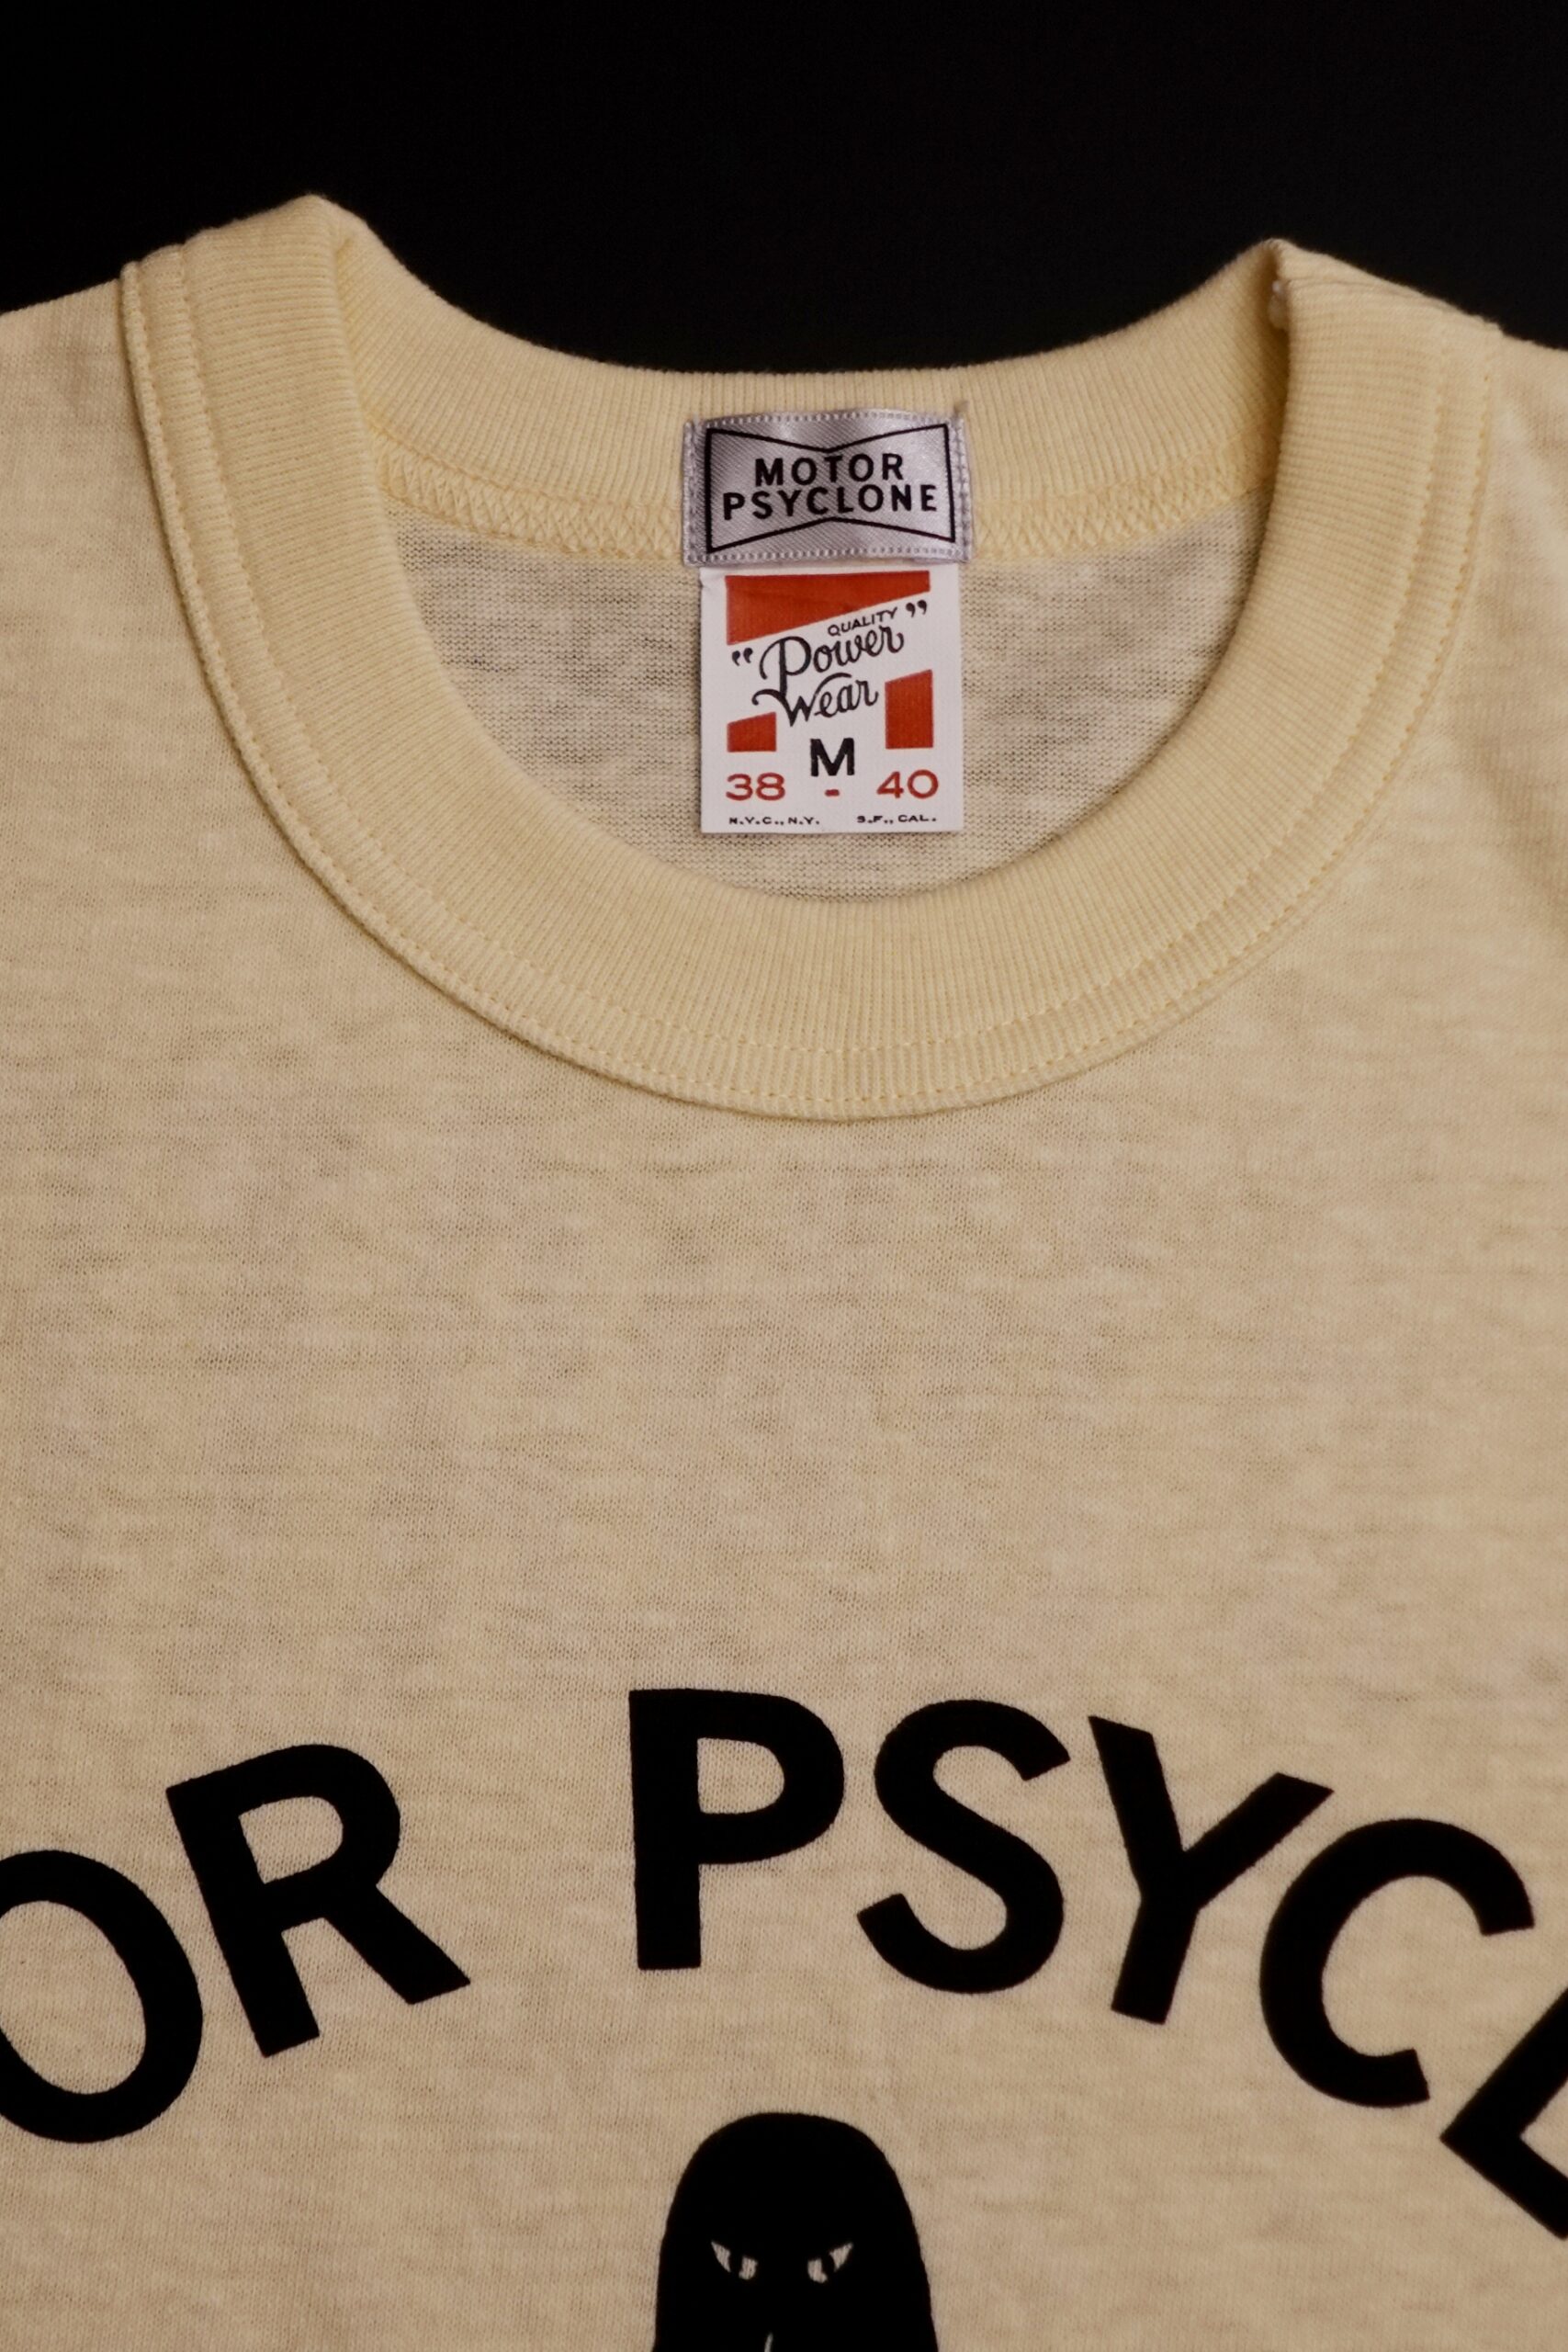 MOTOR
PSYCLONE
QUALITY
"Power
Wear"
M
38 - 40
N.Y.C., N.Y. S.F., CAL.
OR PSYCL